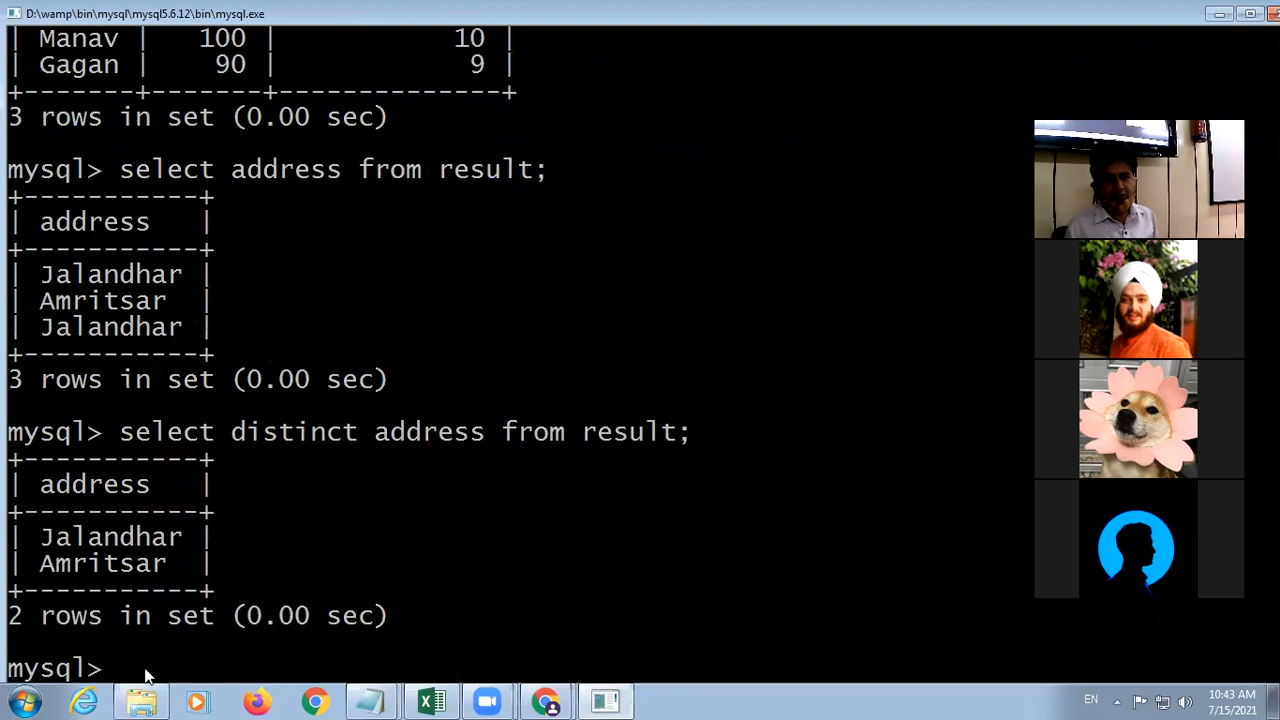 D:\wamp\bin\mysql\mysql5.6.12\bin\mysql.exe
| Manav |   100 |            10 |
| Gagan |    90 |             9 |
+-------+-------+--------------+
3 rows in set (0.00 sec)
mysql> select address from result;
+-----------+
| address   |
+-----------+
| Jalandhar |
| Amritsar  |
| Jalandhar |
+-----------+
3 rows in set (0.00 sec)
mysql> select distinct address from result;
+-----------+
| address   |
+-----------+
| Jalandhar |
| Amritsar  |
+-----------+
2 rows in set (0.00 sec)
mysql>
EN
10:43 AM
7/15/2021